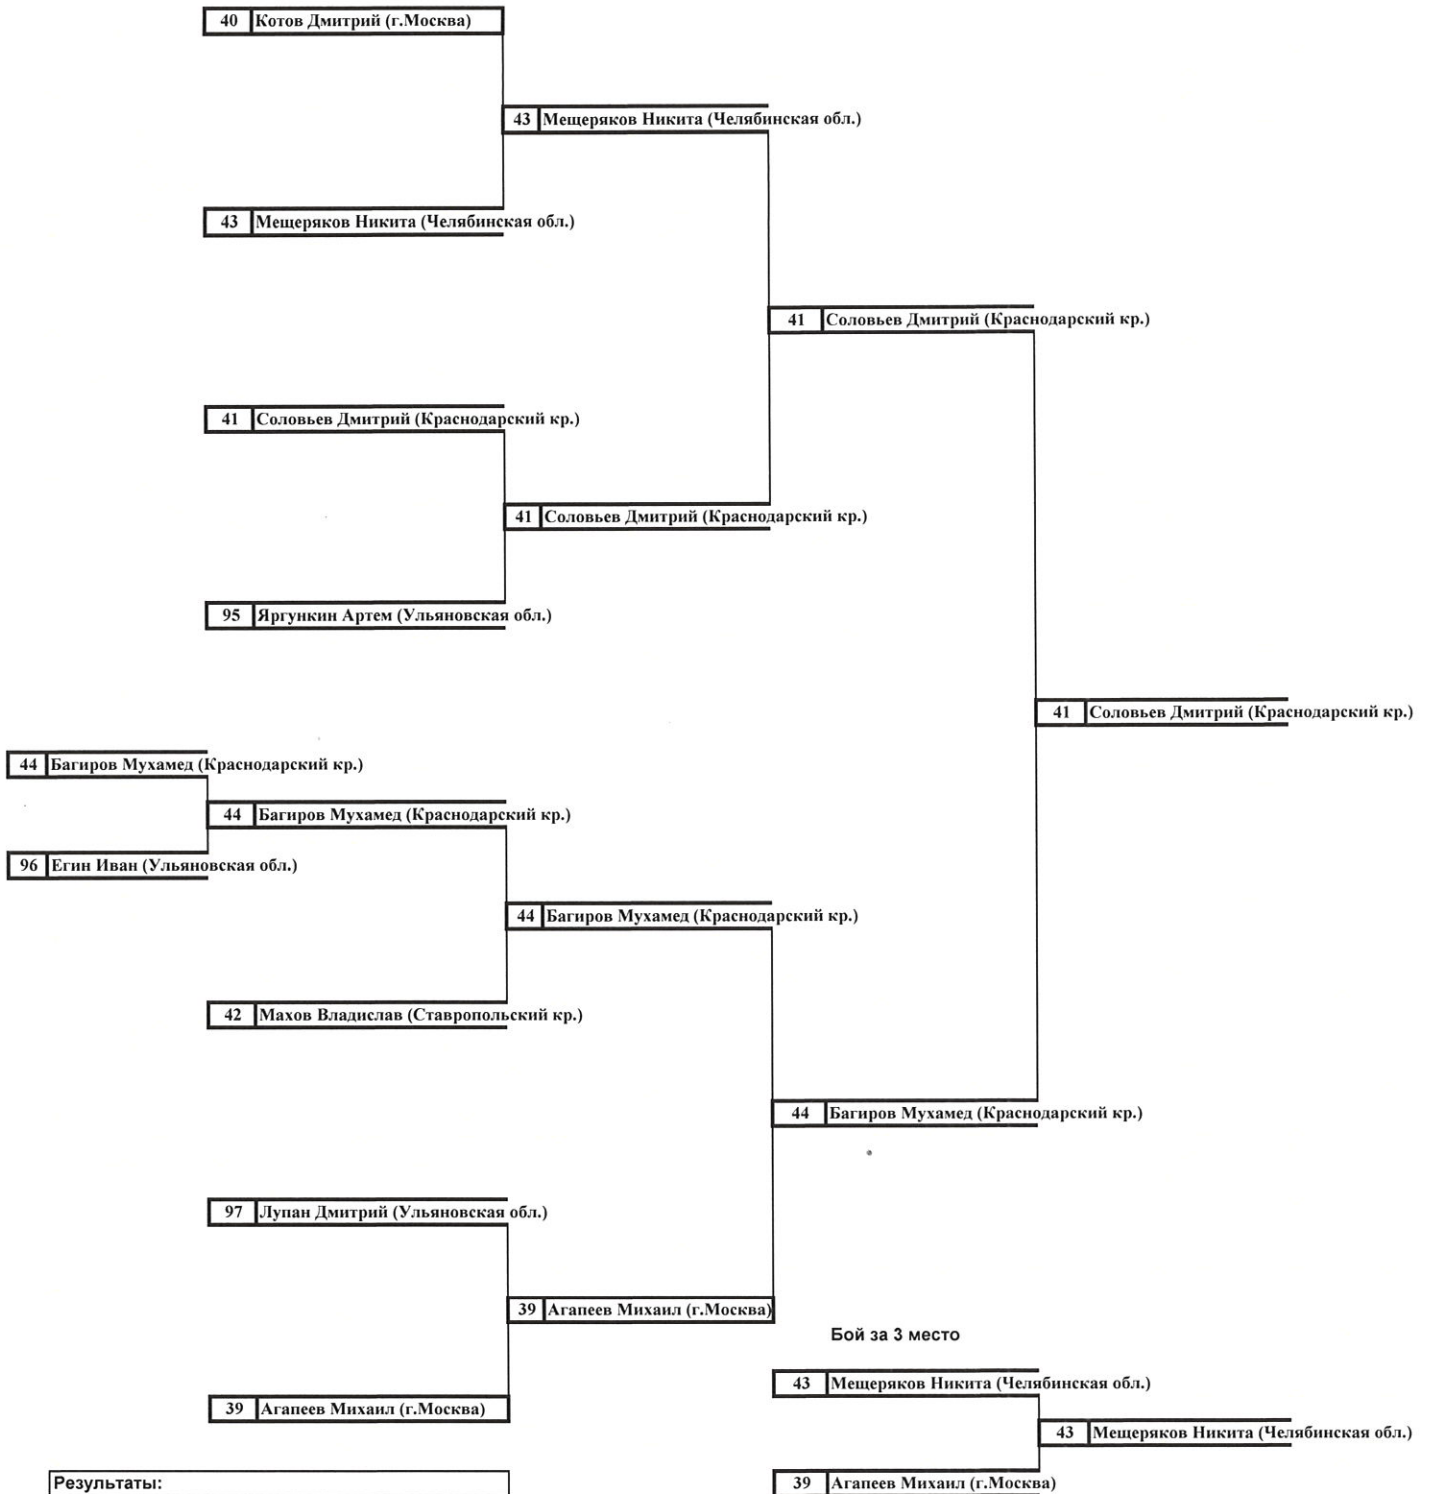 40 Котов Дмитрий (г.Москва)
43 Мещеряков Никита (Челябинская обл.)
43 Мещеряков Никита (Челябинская обл.)
41 Соловьев Дмитрий (Краснодарский кр.)
41 Соловьев Дмитрий (Краснодарский кр.)
41 Соловьев Дмитрий (Краснодарский кр.)
95 Яргункин Артем (Ульяновская обл.)
41 Соловьев Дмитрий (Краснодарский кр.)
44 Багиров Мухамед (Краснодарский кр.)
44 Багиров Мухамед (Краснодарский кр.)
96 Егин Иван (Ульяновская обл.)
44 Багиров Мухамед (Краснодарский кр.)
42 Махов Владислав (Ставропольский кр.)
44 Багиров Мухамед (Краснодарский кр.)
97 Лупан Дмитрий (Ульяновская обл.)
39 Агапеев Михаил (г.Москва)
Бой за 3 место
43 Мещеряков Никита (Челябинская обл.)
39 Агапеев Михаил (г.Москва)
43 Мещеряков Никита (Челябинская обл.)
Результаты:
39 Агапеев Михаил (г.Москва)